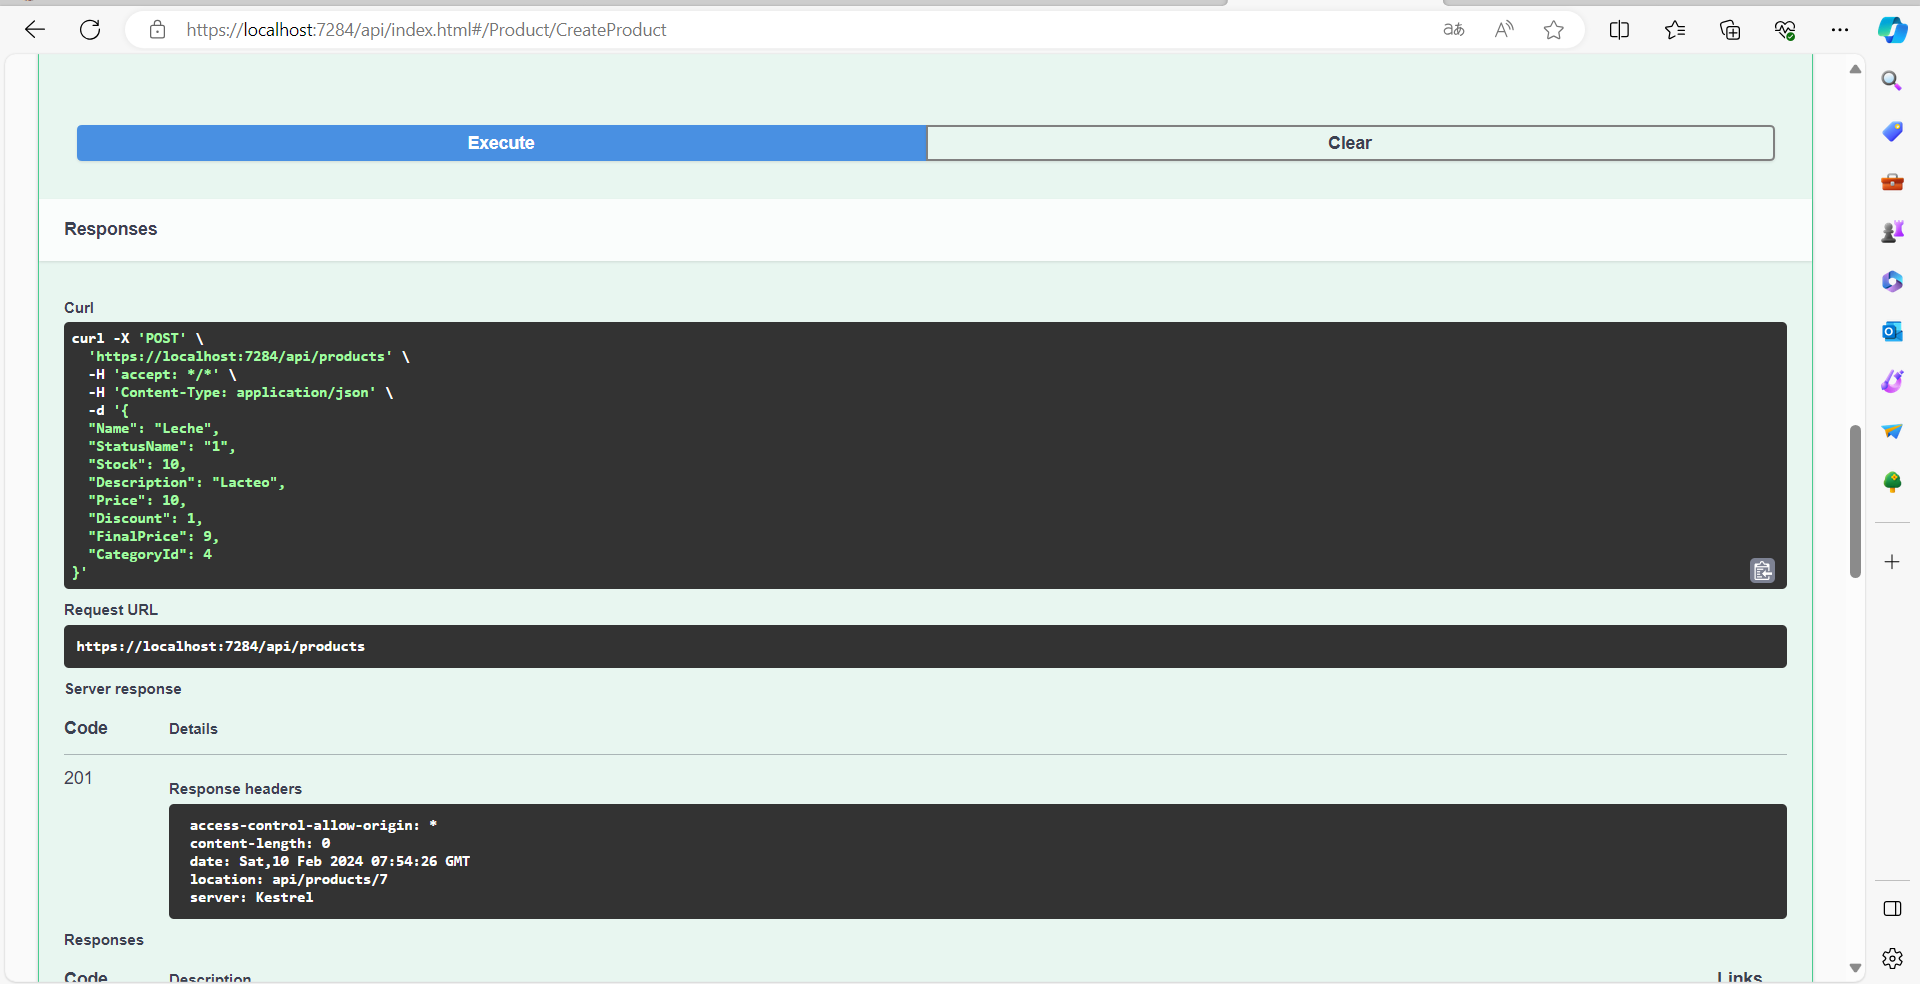 https://localhost:7284/api/index.html#/Product/CreateProduct
Execute
Clear
Responses
Curl
curl -X 'POST' \
'https://localhost:7284/api/products' \
-H 'accept: */*' \
-H 'Content-Type: application/json' \
-d '{
"Name": "Leche",
"StatusName": "1",
"Stock": 10,
"Description": "Lacteo",
"Price": 10,
"Discount": 1,
"FinalPrice": 9,
"CategoryId": 4
}'
Request URL
https://localhost:7284/api/products
Server response
Code Details
201
Response headers
access-control-allow-origin: *
content-length: 0
date: Sat,10 Feb 2024 07:54:26 GMT
location: api/products/7
server: Kestrel
Responses
Code Description Links